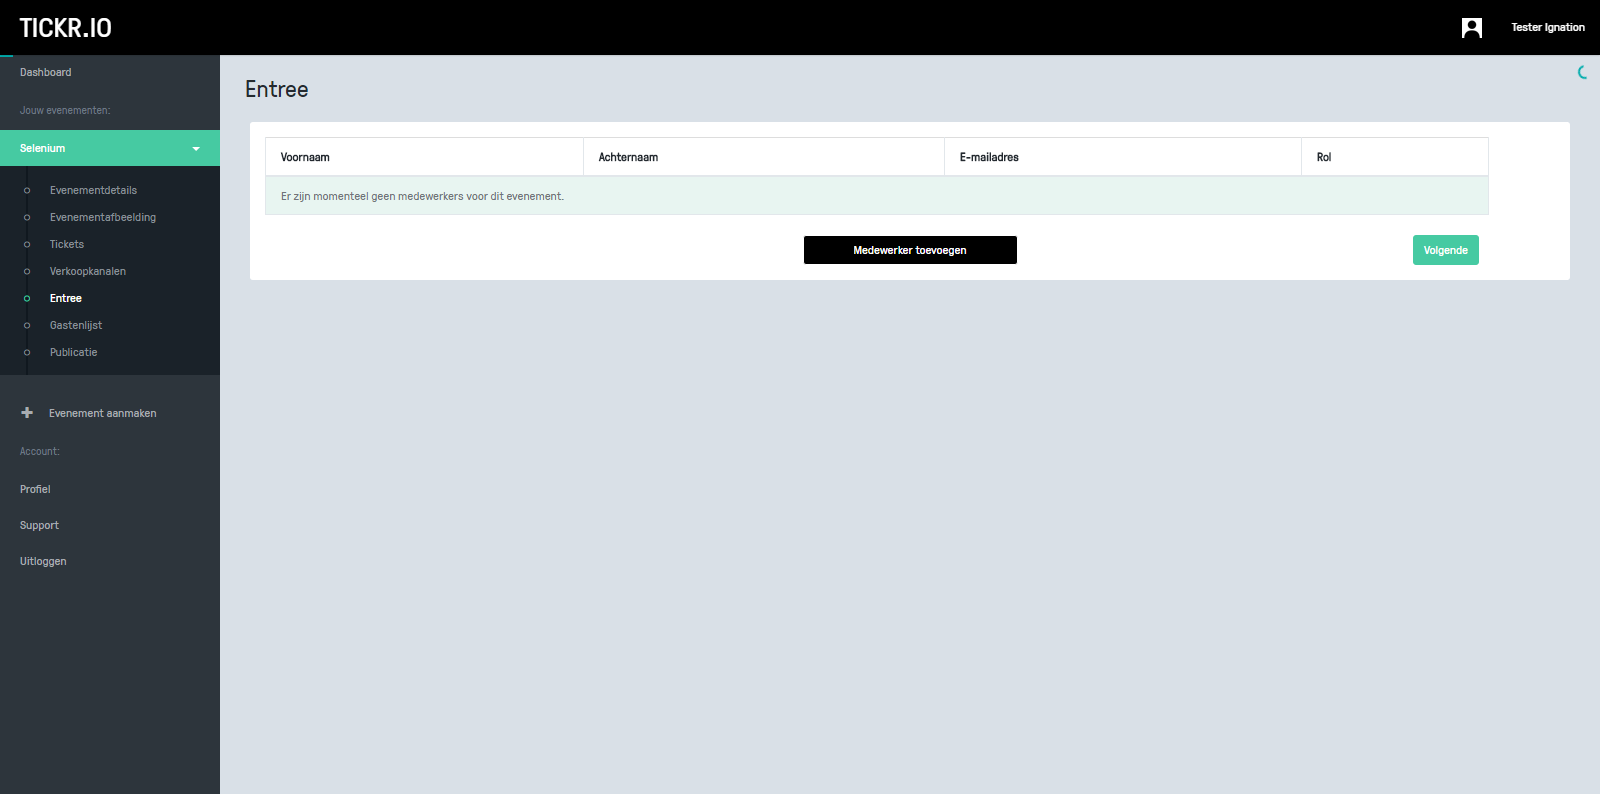 TICKR.IO
Tester Ignation
Dashboard
Jouw evenementen:
Selenium
Evenementdetails
Evenementafbeelding
Tickets
Verkoopkanalen
Entree
Gastenlijst
Publicatie
Evenement aanmaken
Account:
Profiel
Support
Uitloggen
Entree
Voornaam Achternaam E-mailadres Rol
Er zijn momenteel geen medewerkers voor dit evenement.
Medewerker toevoegen Volgende